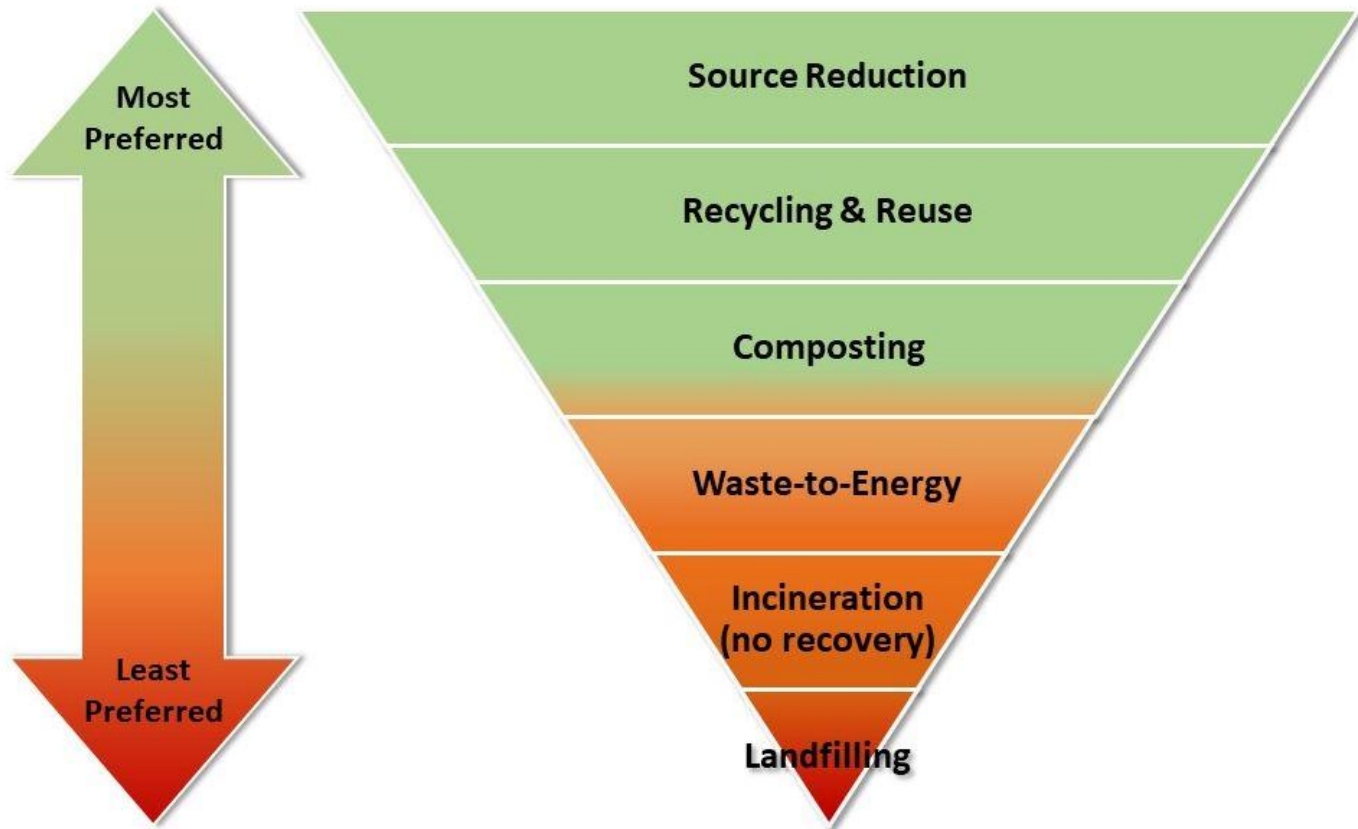 Most
Preferred
Source Reduction
Recycling & Reuse
Composting
Waste-to-Energy
Incineration
(no recovery)
Least
Preferred
Landfilling